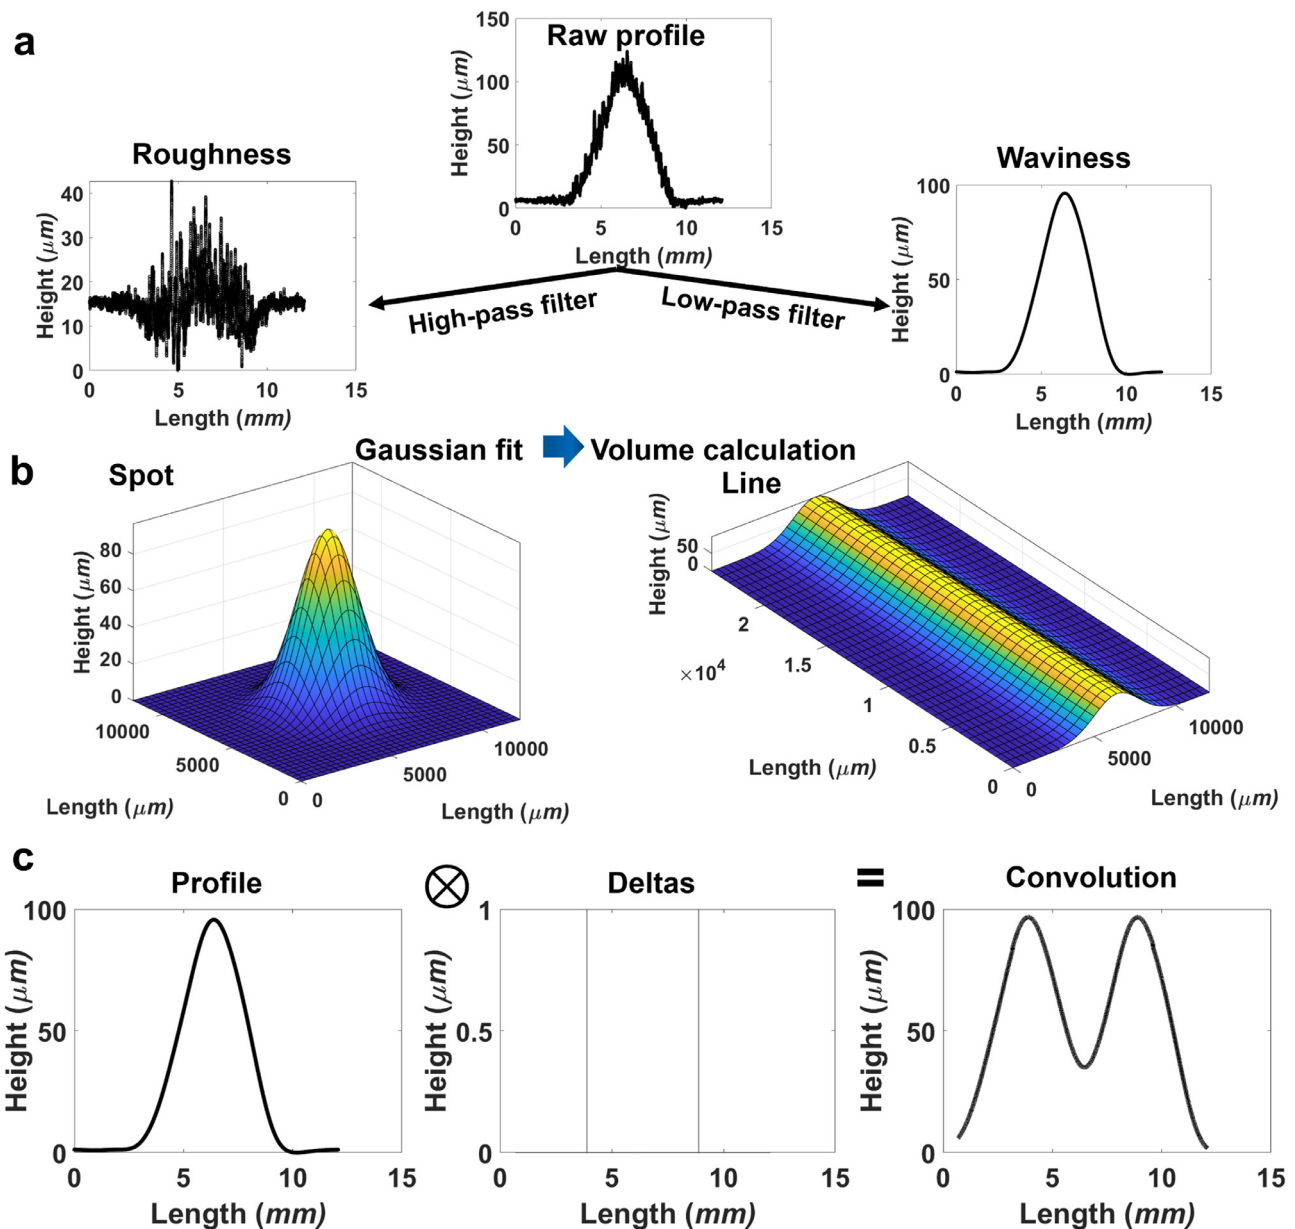 a
Raw profile
150
100
50
0
Height (μm)
0 5 10 15
Length (mm)
Roughness
40
30
20
10
0
Height (μm)
0 5 10 15
Length (mm)
High-pass filter
Low-pass filter
Waviness
100
50
0
Height (μm)
0 5 10 15
Length (mm)
b
Gaussian fit Volume calculation
Spot
80
60
40
20
0
Height (μm)
10000
5000
0
Length (μm)
0
5000
10000
Length (μm)
Line
50
0
Height (μm)
2
1.5
1
0.5
0
×10⁴
Length (μm)
0
5000
10000
Length (μm)
c
Profile
100
50
0
Height (μm)
0 5 10 15
Length (mm)
⊗
Deltas
1
0.5
0
Height (μm)
0 5 10 15
Length (mm)
=
Convolution
100
50
0
Height (μm)
0 5 10 15
Length (mm)